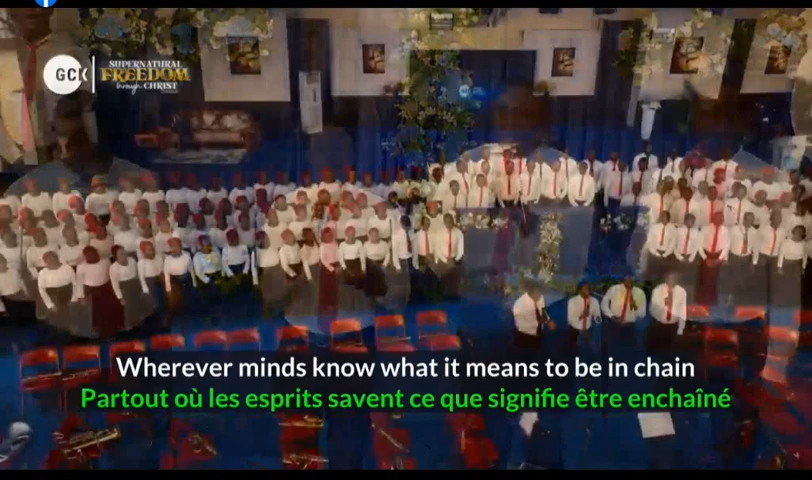 GCK
SUPERNATURAL
FREEDOM
through CHRIST
Wherever minds know what it means to be in chain
Partout où les esprits savent ce que signifie être enchaîné